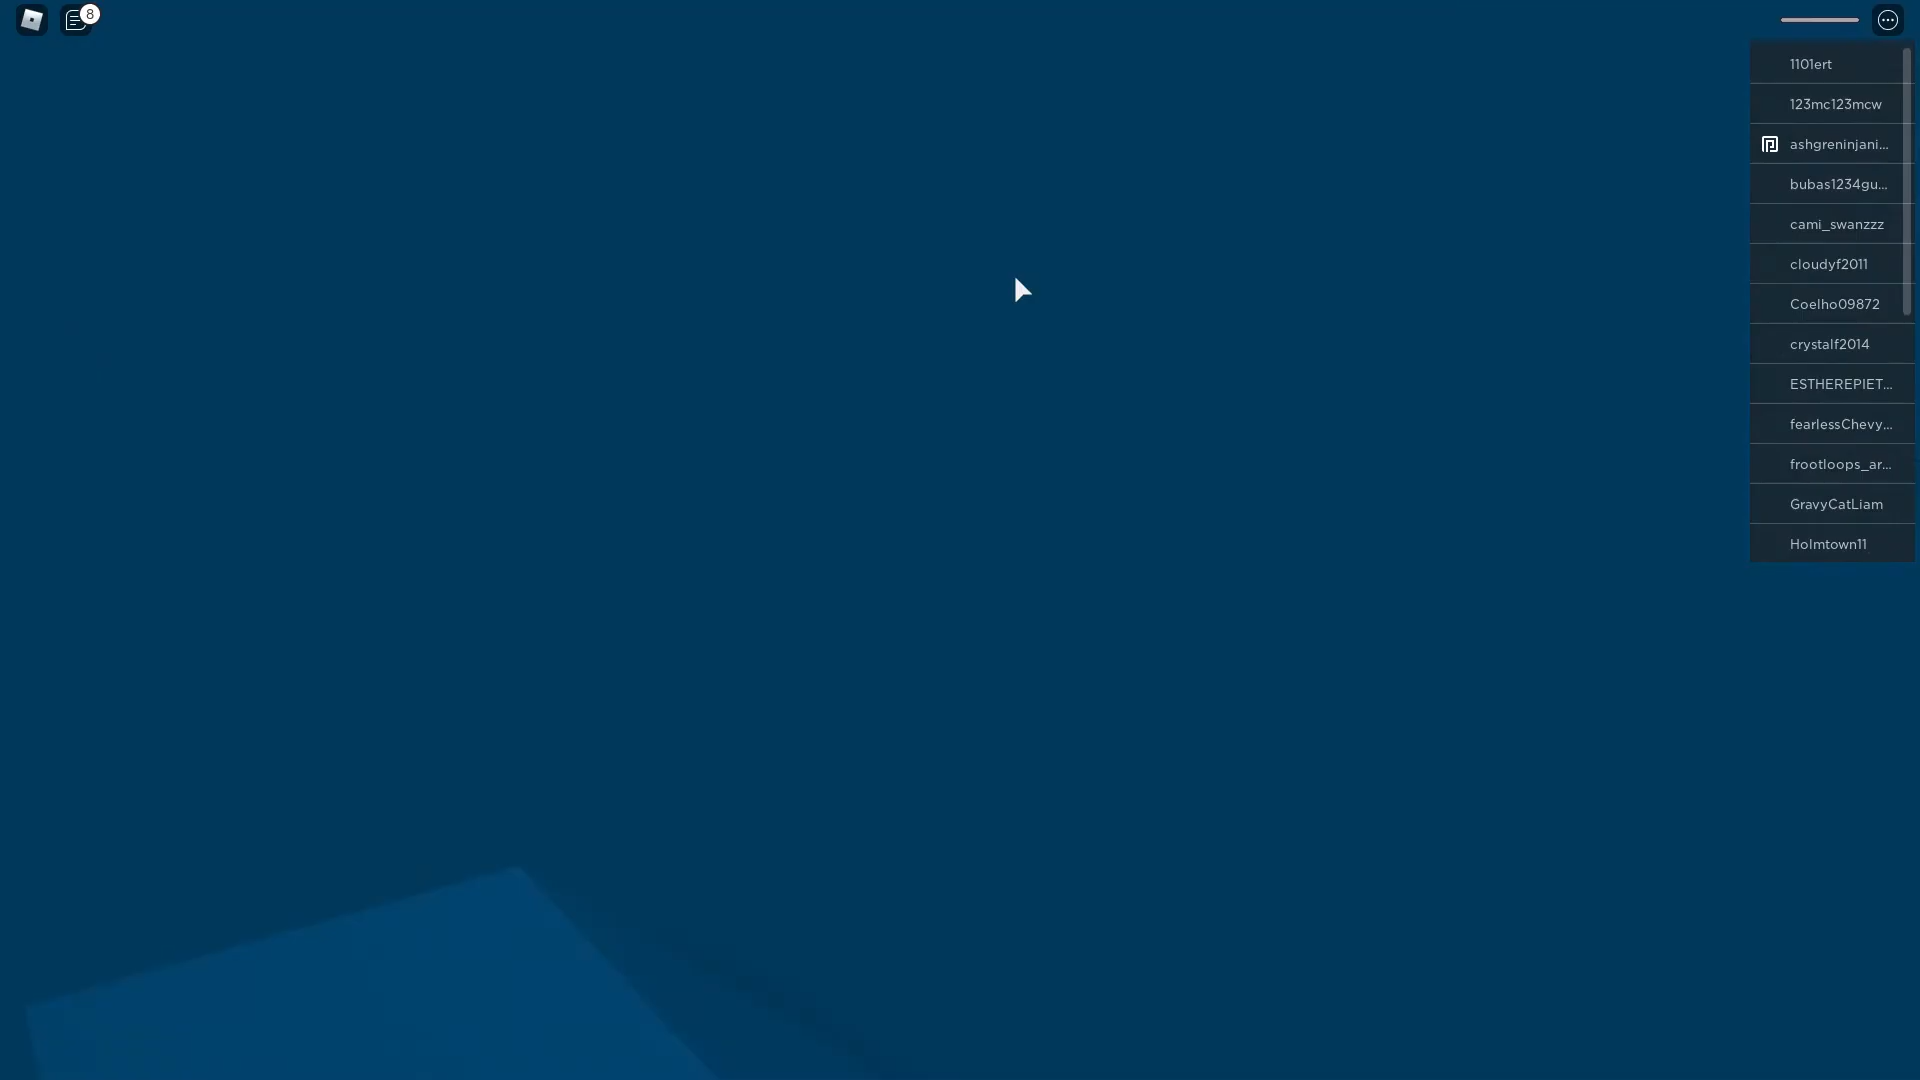 8
1101ert
123mc123mcw
ashgreninjani...
bubas1234gu...
cami_swanzzz
cloudyf2011
Coelho09872
crystalf2014
ESTHEREPIET...
fearlessChevy...
frootloops_ar...
GravyCatLiam
Holmtown11